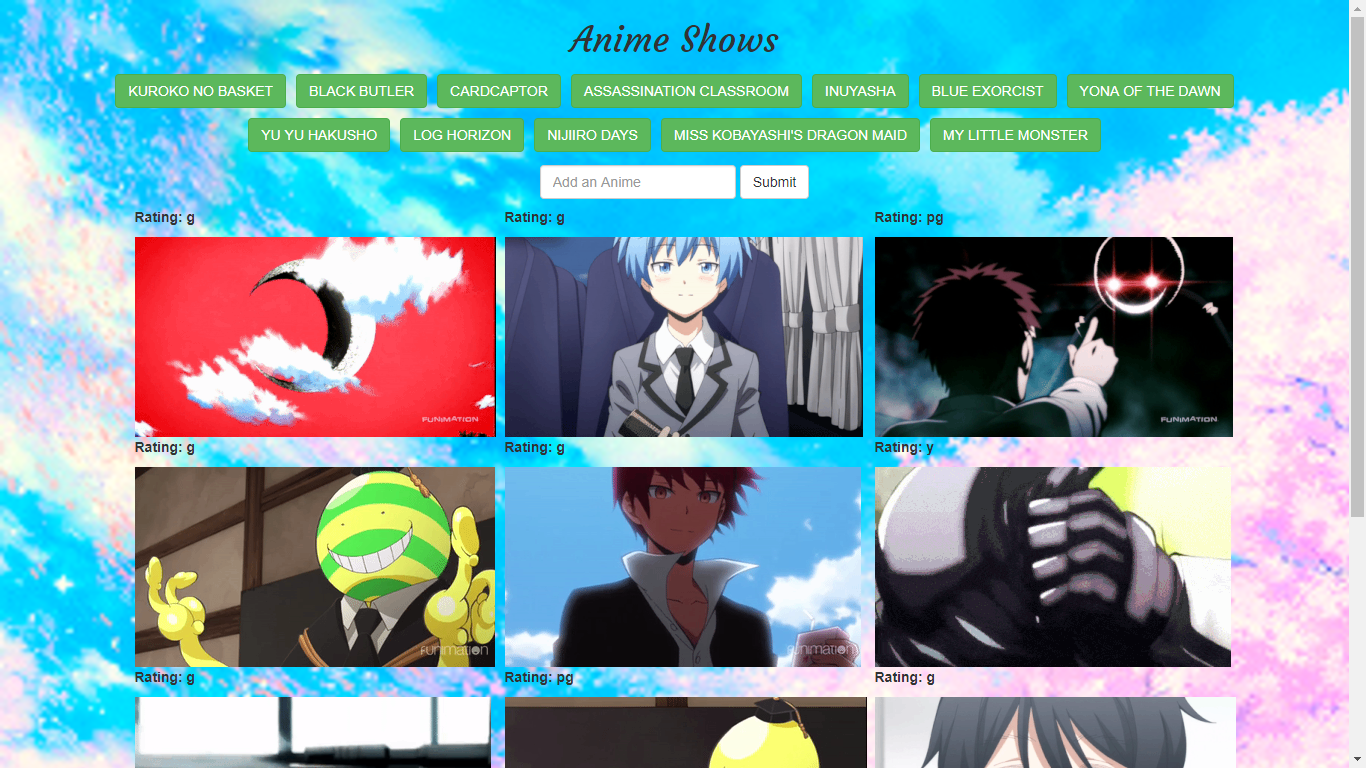 Anime Shows
KUROKO NO BASKET BLACK BUTLER CARDCAPTOR ASSASSINATION CLASSROOM INUYASHA BLUE EXORCIST YONA OF THE DAWN
YU YU HAKUSHO LOG HORIZON NIJIIRO DAYS MISS KOBAYASHI'S DRAGON MAID MY LITTLE MONSTER
Add an Anime Submit
Rating: g Rating: g Rating: pg
FUNIMATION FUNIMATION
Rating: g Rating: g Rating: y
FUNIMATION FUNIMATION
Rating: g Rating: pg Rating: g